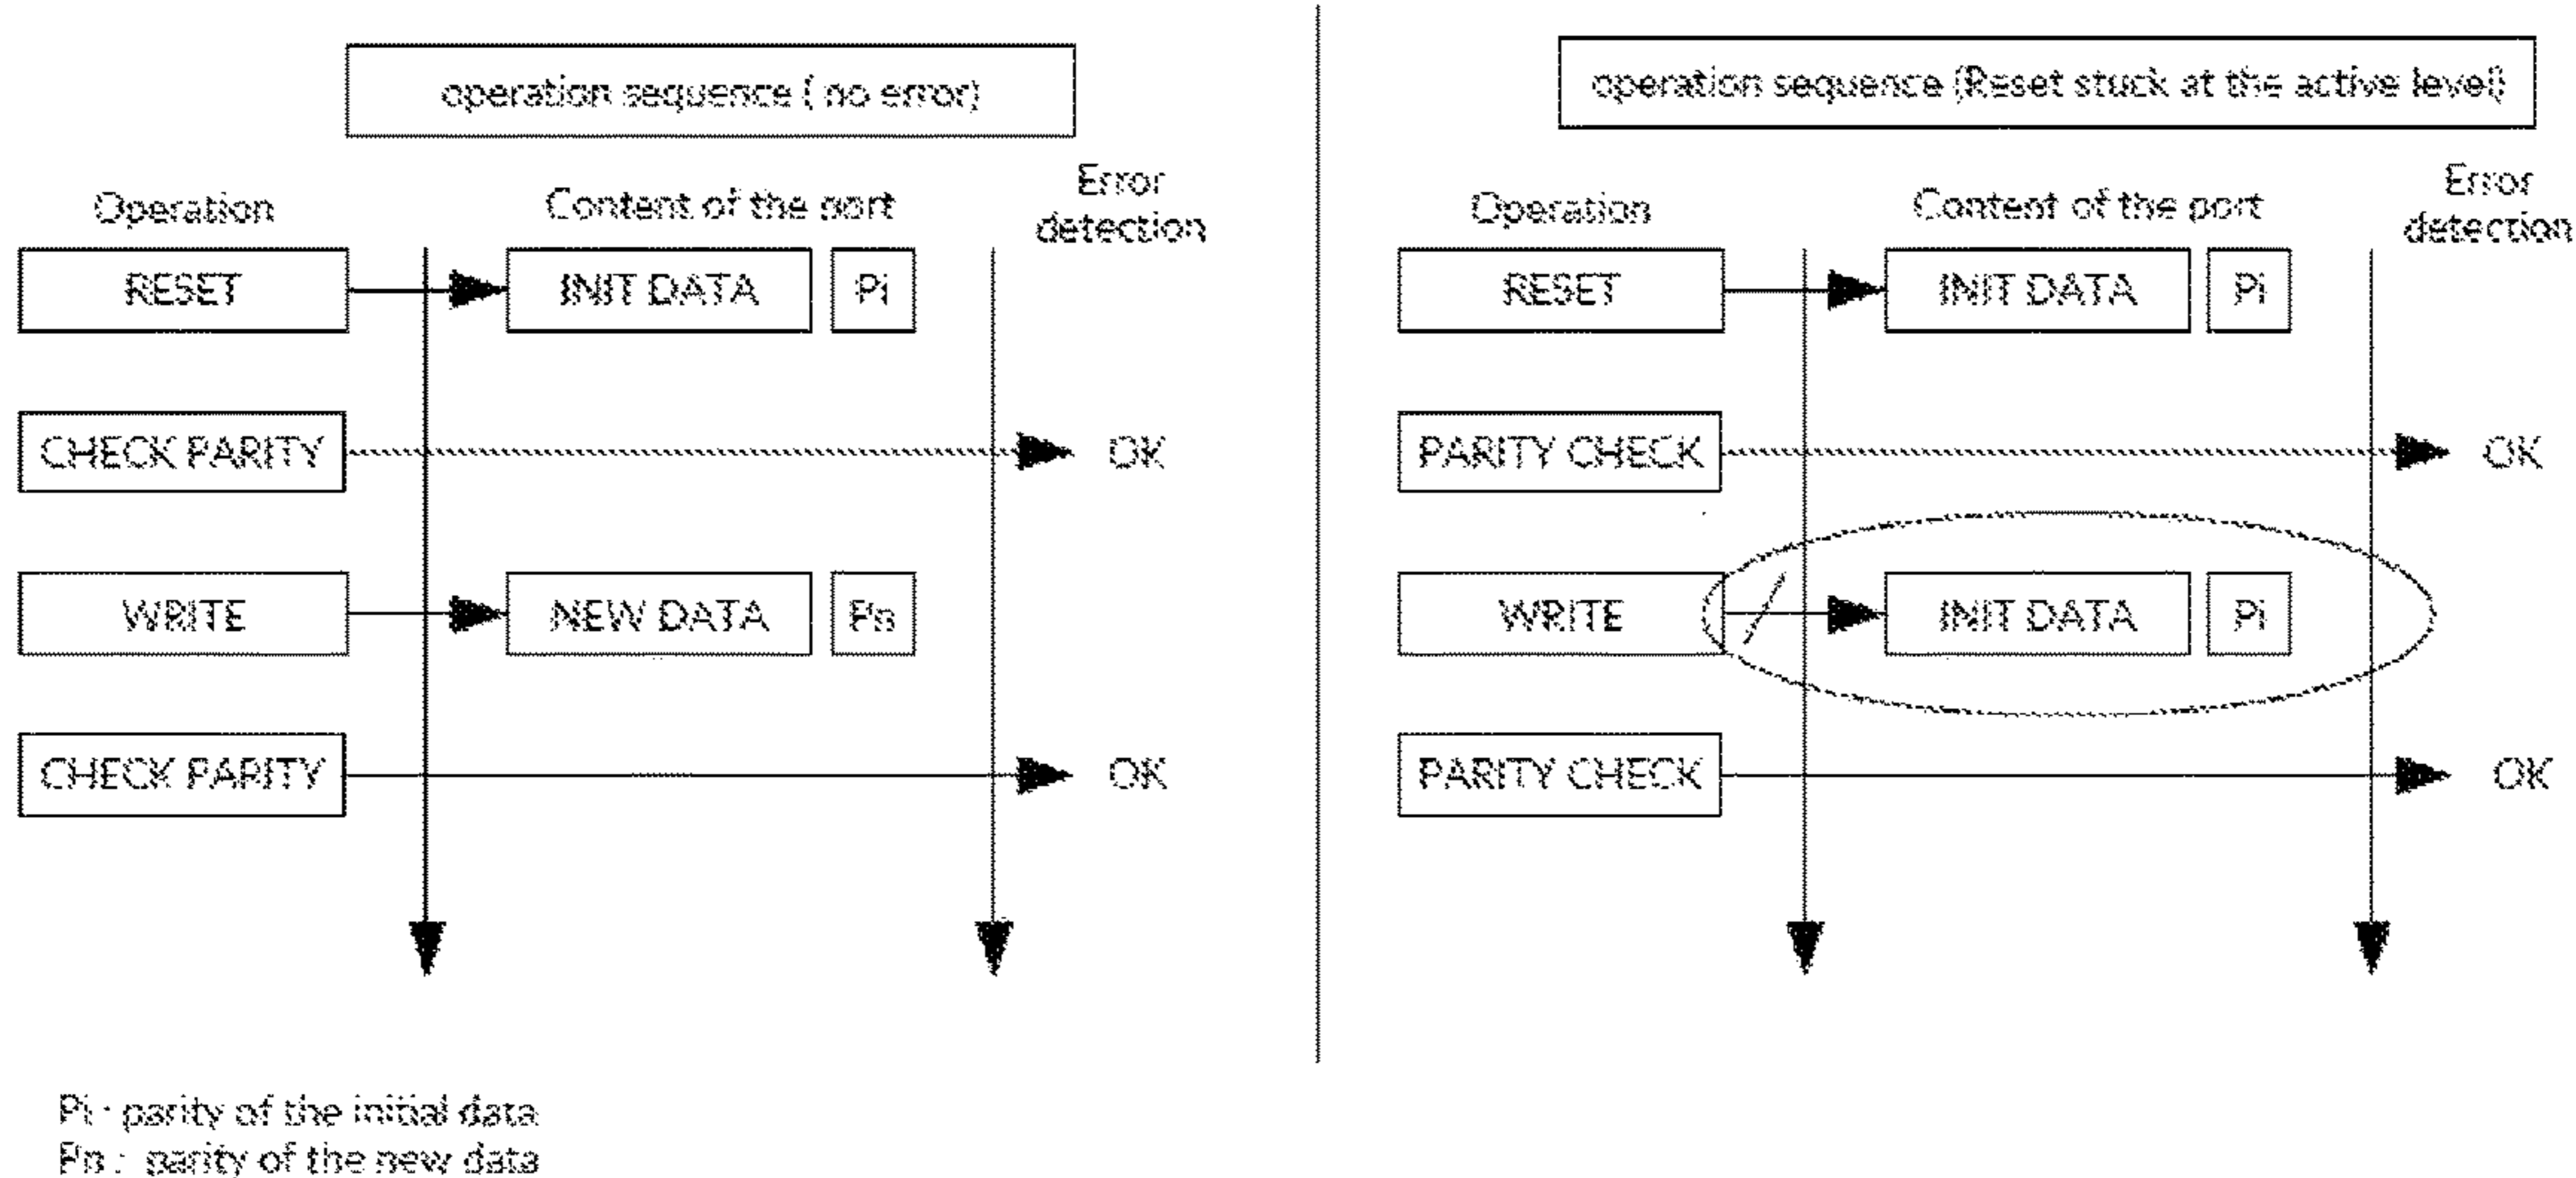 operation sequence ( no error)
Operation
Content of the port
Error
detection
RESET
INIT DATA
Pi
CHECK PARITY
OK
WRITE
NEW DATA
Pn
CHECK PARITY
OK
Pi : parity of the initial data
Pn : parity of the new data
operation sequence (Reset stuck at the active level)
Operation
Content of the port
Error
detection
RESET
INIT DATA
Pi
PARITY CHECK
OK
WRITE
INIT DATA
Pi
PARITY CHECK
OK